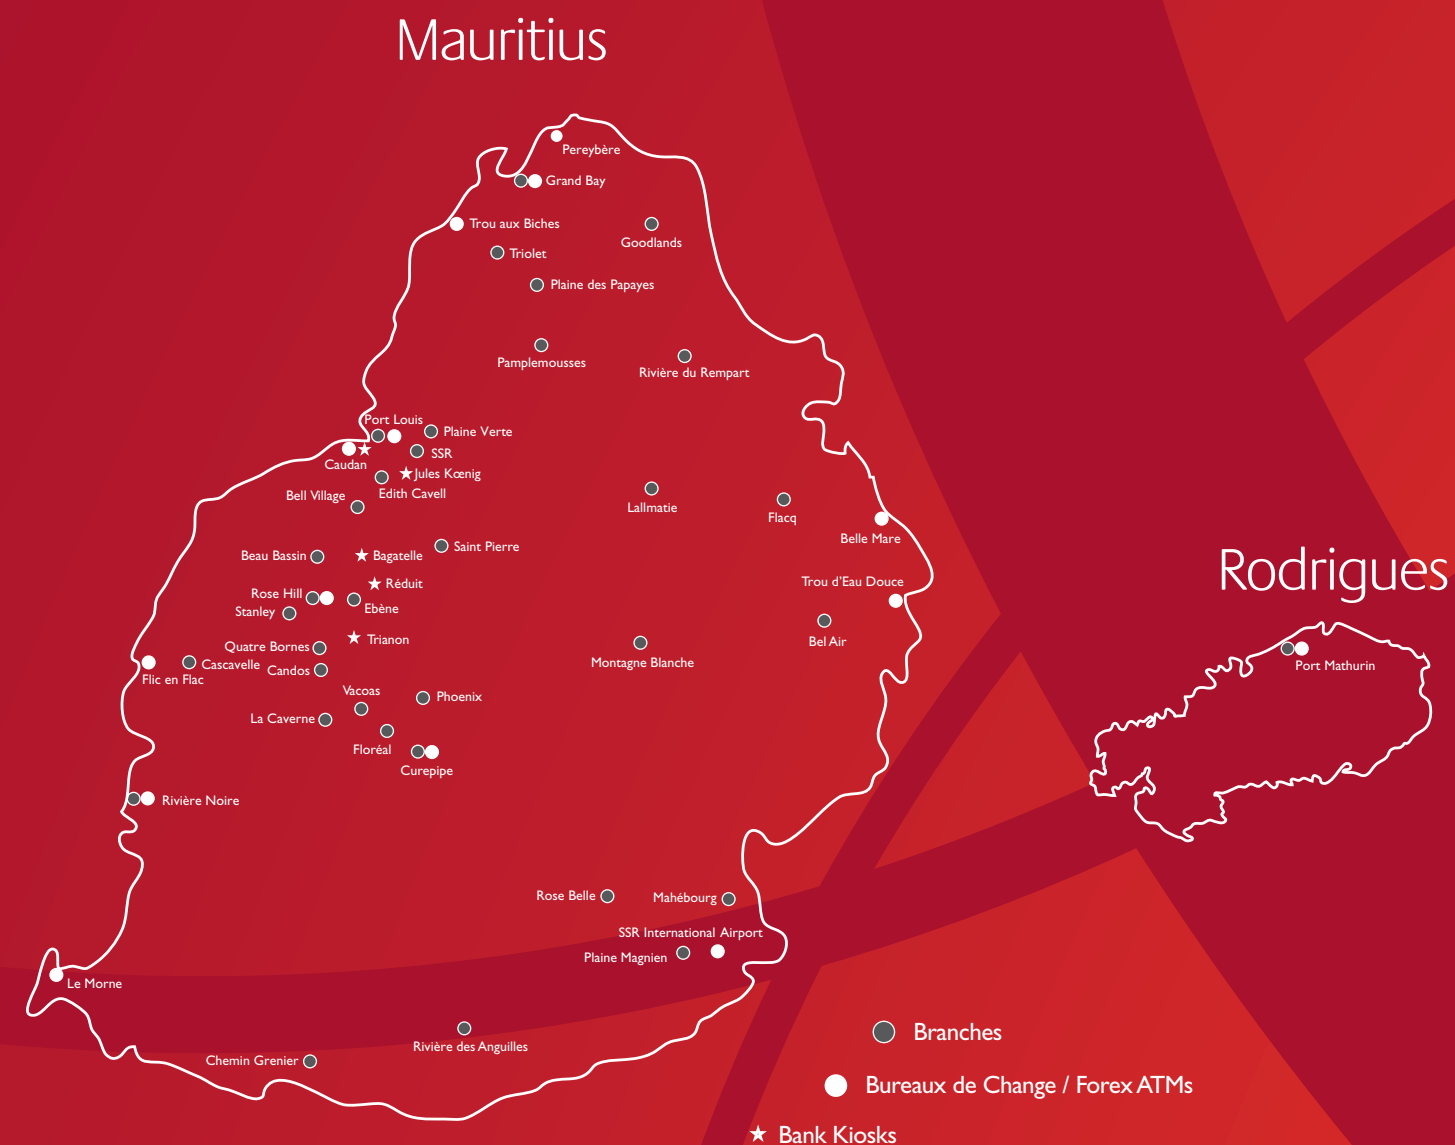 Mauritius
Pereybère
Grand Bay
Trou aux Biches
Goodlands
Triolet
Plaine des Papayes
Pamplemousses
Rivière du Rempart
Port Louis
Plaine Verte
SSR
Caudan
Jules Kœnig
Edith Cavell
Bell Village
Lallmatie
Flacq
Belle Mare
Saint Pierre
Beau Bassin
Bagatelle
Réduit
Trou d'Eau Douce
Rose Hill
Ebène
Stanley
Trianon
Bel Air
Quatre Bornes
Montagne Blanche
Cascavelle
Candos
Flic en Flac
Vacoas
Phoenix
La Caverne
Floréal
Curepipe
Rivière Noire
Rose Belle
Mahébourg
SSR International Airport
Plaine Magnien
Le Morne
Rivière des Anguilles
Chemin Grenier
Rodrigues
Port Mathurin
Branches
Bureaux de Change / Forex ATMs
Bank Kiosks